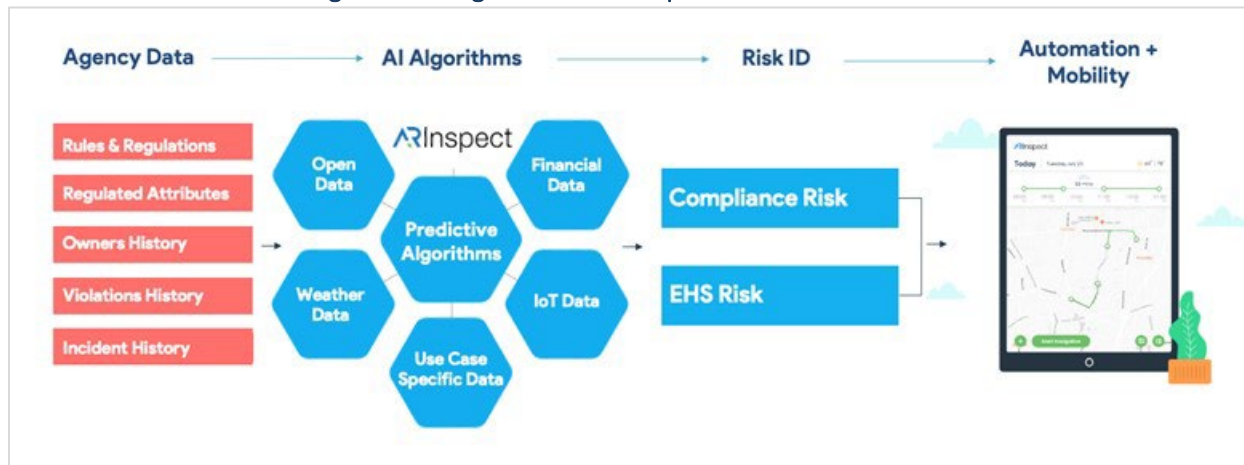 Agency Data
AI Algorithms
Risk ID
Automation +
Mobility
Rules & Regulations
Regulated Attributes
Owners History
Violations History
Incident History
ARInspect
Open
Data
Financial
Data
Predictive
Algorithms
Weather
Data
IoT Data
Use Case
Specific Data
Compliance Risk
EHS Risk
ARInspect
Today
Start Navigation